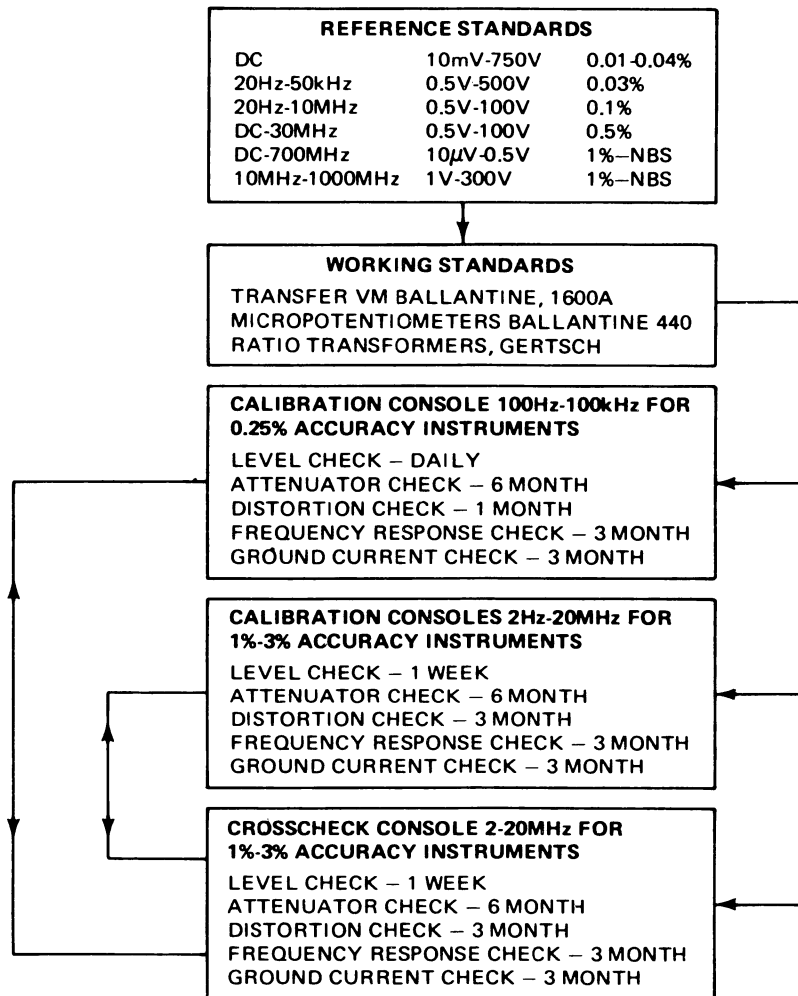 REFERENCE STANDARDS
DC 10mV-750V 0.01-0.04%
20Hz-50kHz 0.5V-500V 0.03%
20Hz-10MHz 0.5V-100V 0.1%
DC-30MHz 0.5V-100V 0.5%
DC-700MHz 10μV-0.5V 1%—NBS
10MHz-1000MHz 1V-300V 1%—NBS
WORKING STANDARDS
TRANSFER VM BALLANTINE, 1600A
MICROPOTENTIOMETERS BALLANTINE 440
RATIO TRANSFORMERS, GERTSCH
CALIBRATION CONSOLE 100Hz-100kHz FOR
0.25% ACCURACY INSTRUMENTS
LEVEL CHECK – DAILY
ATTENUATOR CHECK – 6 MONTH
DISTORTION CHECK – 1 MONTH
FREQUENCY RESPONSE CHECK – 3 MONTH
GROUND CURRENT CHECK – 3 MONTH
CALIBRATION CONSOLES 2Hz-20MHz FOR
1%-3% ACCURACY INSTRUMENTS
LEVEL CHECK – 1 WEEK
ATTENUATOR CHECK – 6 MONTH
DISTORTION CHECK – 3 MONTH
FREQUENCY RESPONSE CHECK – 3 MONTH
GROUND CURRENT CHECK – 3 MONTH
CROSSCHECK CONSOLE 2-20MHz FOR
1%-3% ACCURACY INSTRUMENTS
LEVEL CHECK – 1 WEEK
ATTENUATOR CHECK – 6 MONTH
DISTORTION CHECK – 3 MONTH
FREQUENCY RESPONSE CHECK – 3 MONTH
GROUND CURRENT CHECK – 3 MONTH